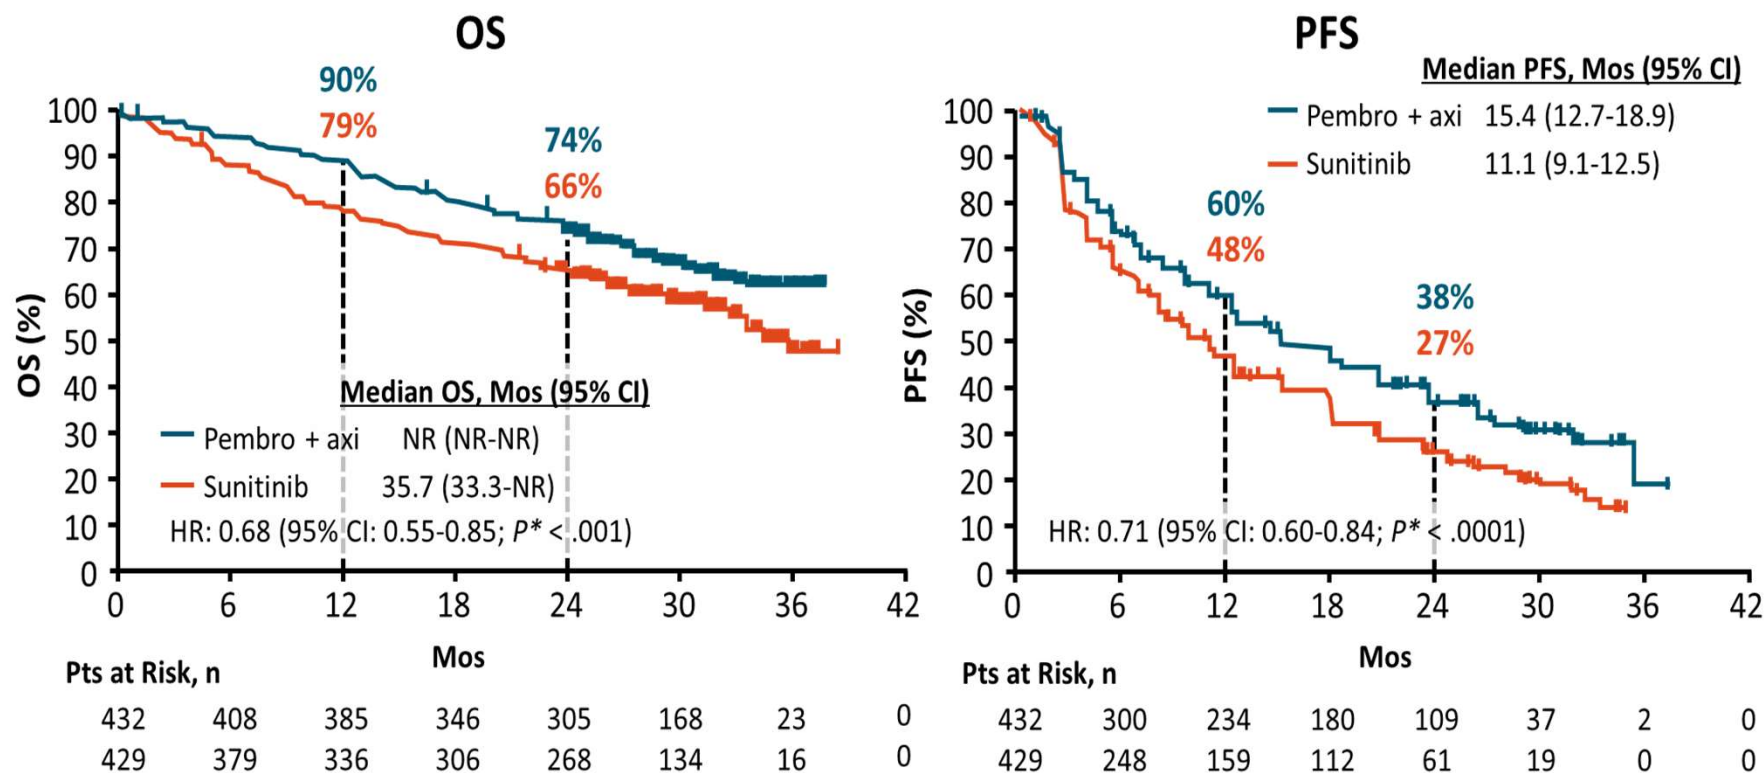 OS
90%
79%
74%
66%
100
90
80
70
60
50
40
30
20
10
0
OS (%)
Median OS, Mos (95% CI)
Pembro + axi NR (NR-NR)
Sunitinib 35.7 (33.3-NR)
HR: 0.68 (95% CI: 0.55-0.85; P* < .001)
0 6 12 18 24 30 36 42
Mos
Pts at Risk, n
432 408 385 346 305 168 23 0
429 379 336 306 268 134 16 0
PFS
Median PFS, Mos (95% CI)
Pembro + axi 15.4 (12.7-18.9)
Sunitinib 11.1 (9.1-12.5)
60%
48%
38%
27%
100
90
80
70
60
50
40
30
20
10
0
PFS (%)
HR: 0.71 (95% CI: 0.60-0.84; P* < .0001)
0 6 12 18 24 30 36 42
Mos
Pts at Risk, n
432 300 234 180 109 37 2 0
429 248 159 112 61 19 0 0